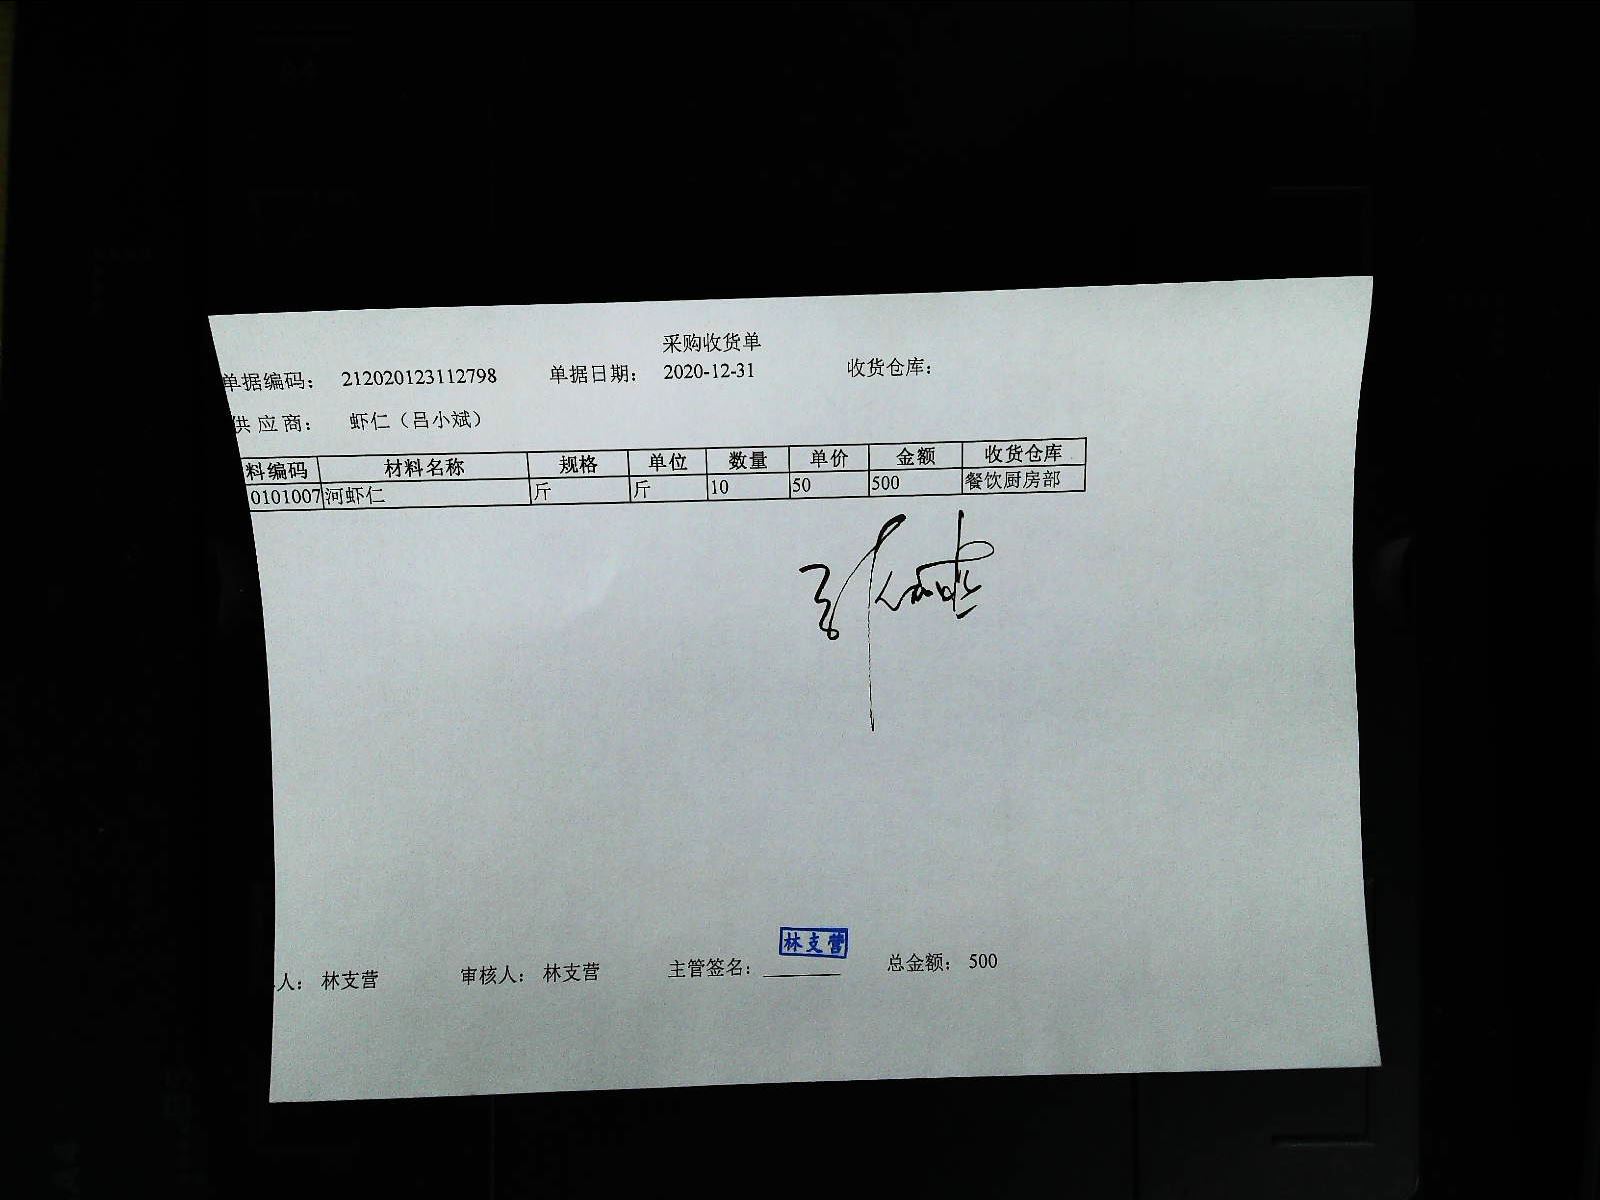 采购收货单
单据编码: 212020123112798 单据日期: 2020-12-31 收货仓库:
供应商: 虾仁（吕小斌）
料编码 材料名称 规格 单位 数量 单价 金额 收货仓库
0101007 河虾仁 斤 斤 10 50 500 餐饮厨房部
林支营
人: 林支营 审核人: 林支营 主管签名: 总金额: 500